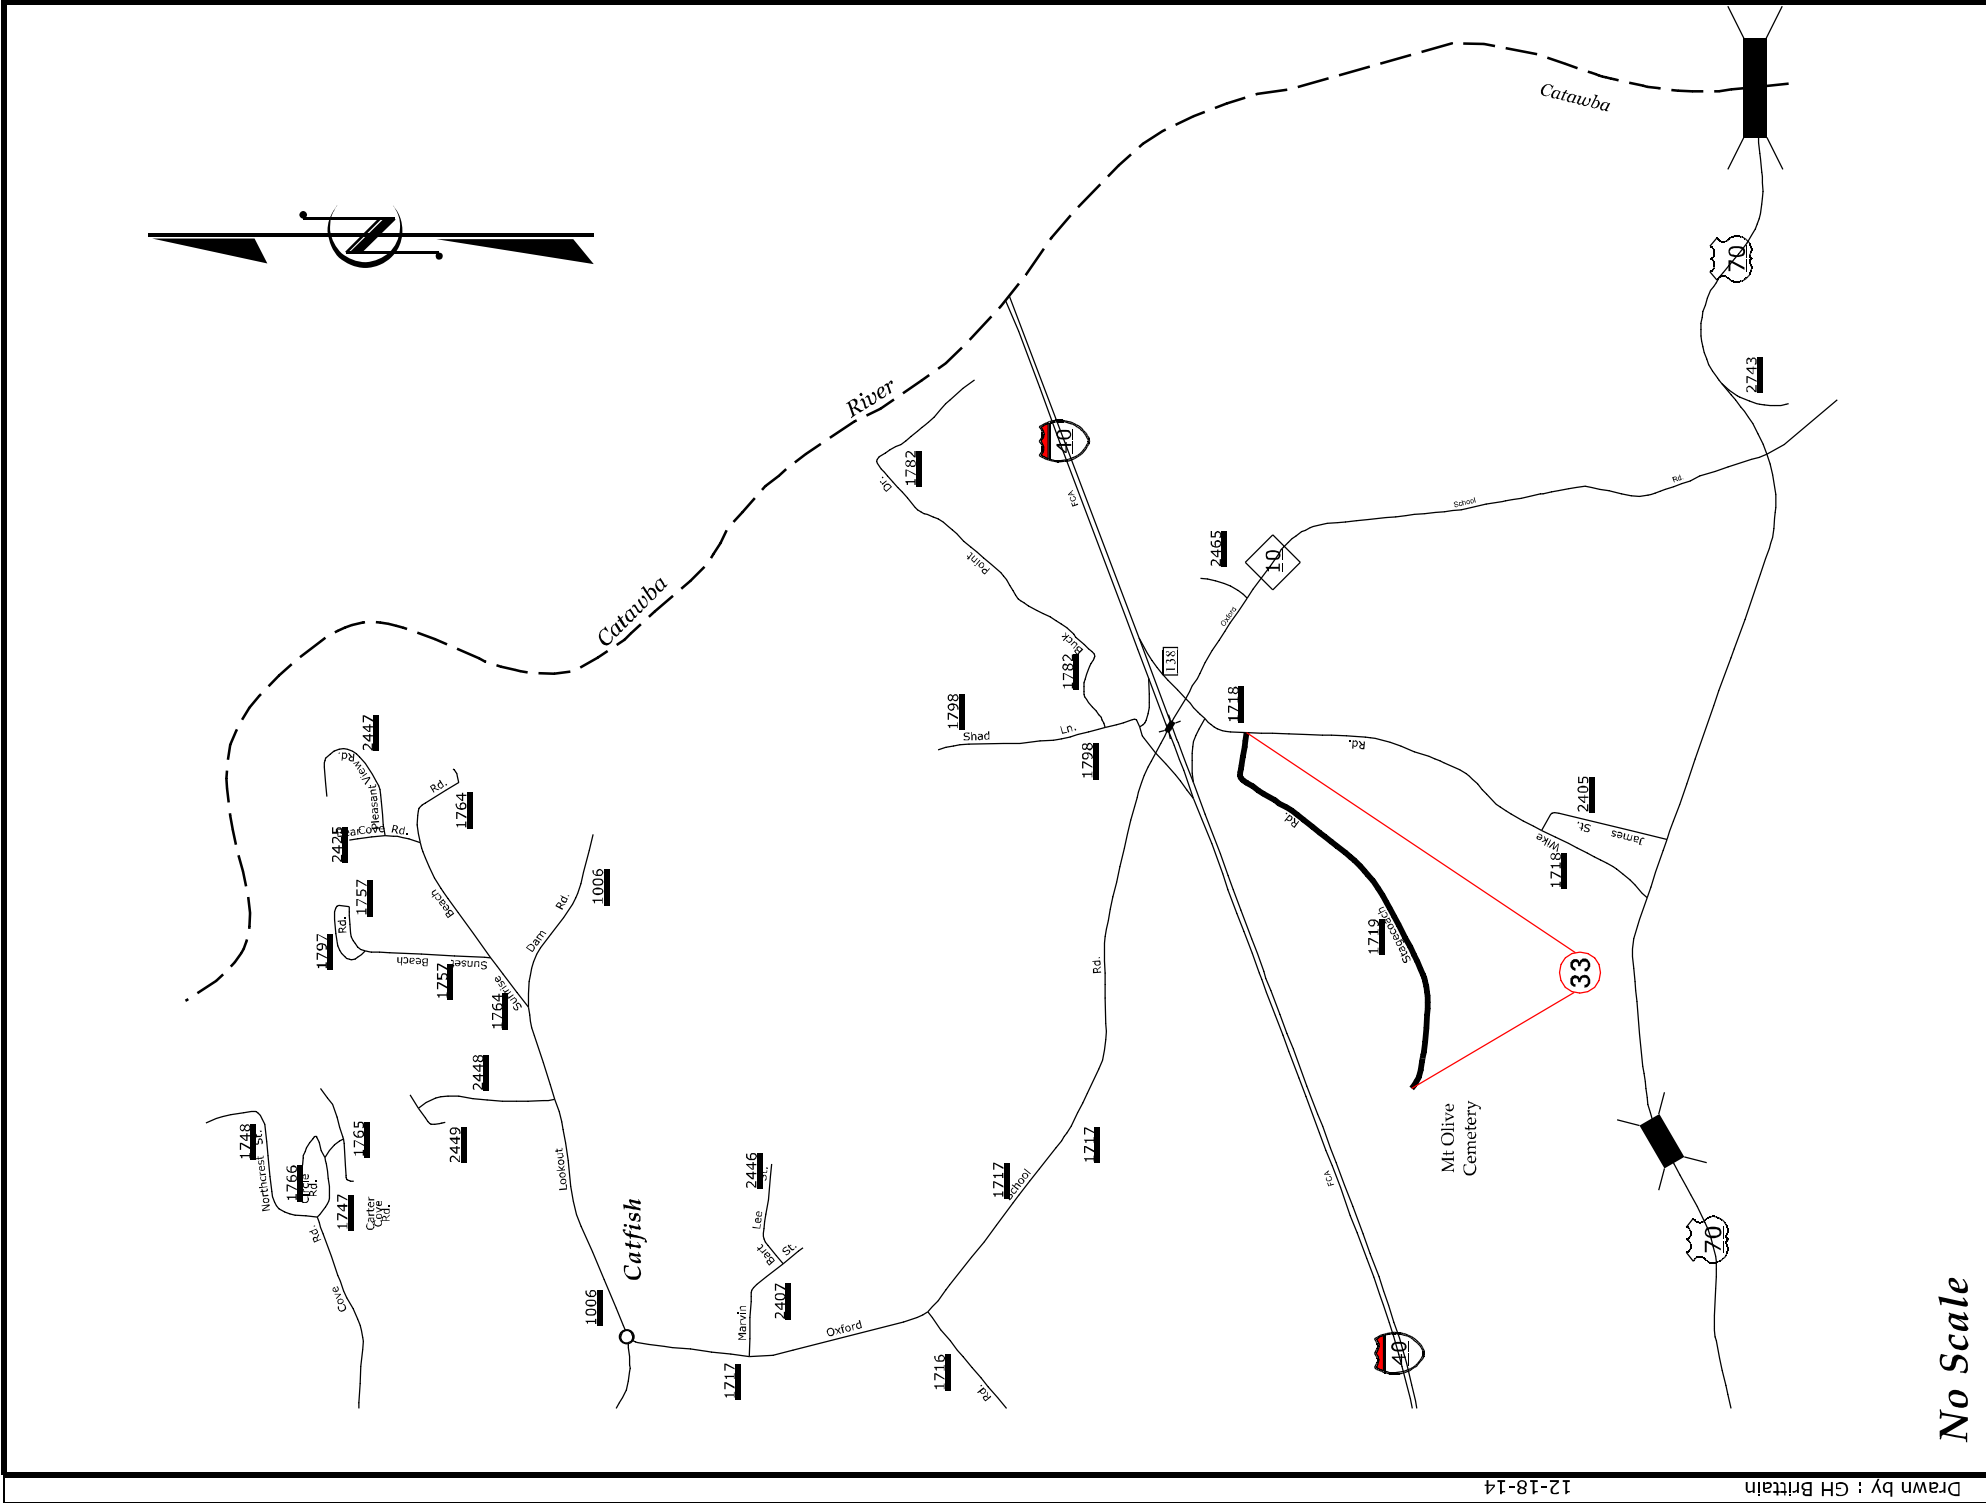 Catawba
70
2743
River
40
1782
Dr.
FCA
School
Rd.
2465
10
Point
Catawba
Oxford
Buck
1782
138
1798
Shad
Ln.
1798
1718
Rd.
2447
Pleasant View Rd.
Rd.
1764
2425
Cove Rd.
1757
1797
Rd.
Beach
1006
Rd.
Dam
Beach
Sunset
1757
Sunrise
1764
Rd.
Rd.
1719
Stagecoach
2405
St.
James
Wike
1718
33
2448
2449
1748
Northcrest St.
1766
Circle
Rd.
1765
1747
Carter
Cove
Rd.
Rd.
Cove
Lookout
Catfish
1006
2446
St.
Lee
Bart
St.
2407
Marvin
1717
Oxford
1716
Rd.
1717
School
1717
FCA
Mt Olive
Cemetery
70
40
No Scale
12-18-14
Drawn by : GH Brittain